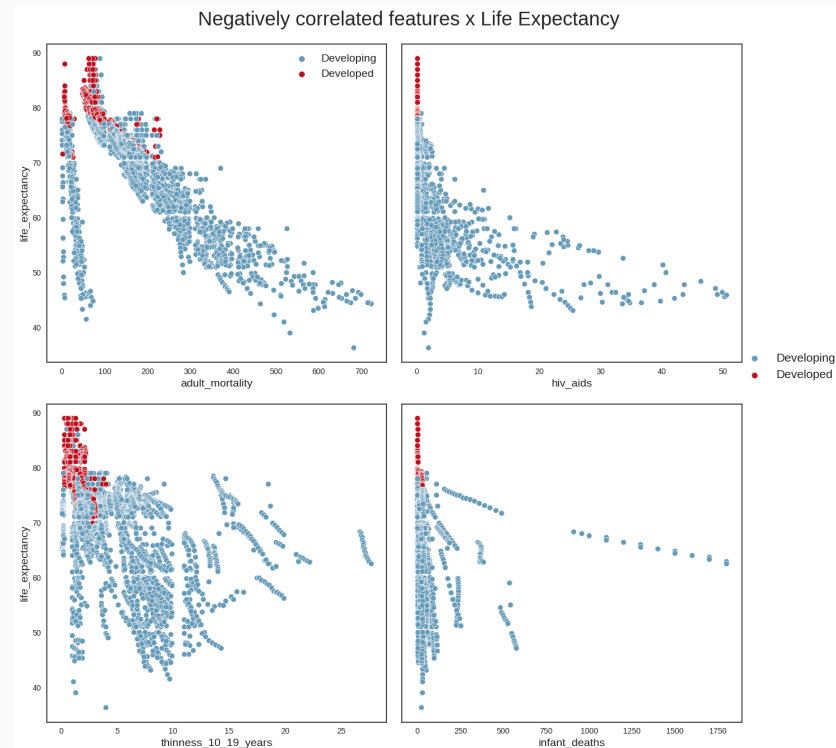 Negatively correlated features x Life Expectancy
90
80
70
60
50
40
life_expectancy
0 100 200 300 400 500 600 700
adult_mortality
Developing
Developed
0 10 20 30 40 50
hiv_aids
Developing
Developed
90
80
70
60
50
40
life_expectancy
0 5 10 15 20 25
thinness_10_19_years
0 250 500 750 1000 1250 1500 1750
infant_deaths